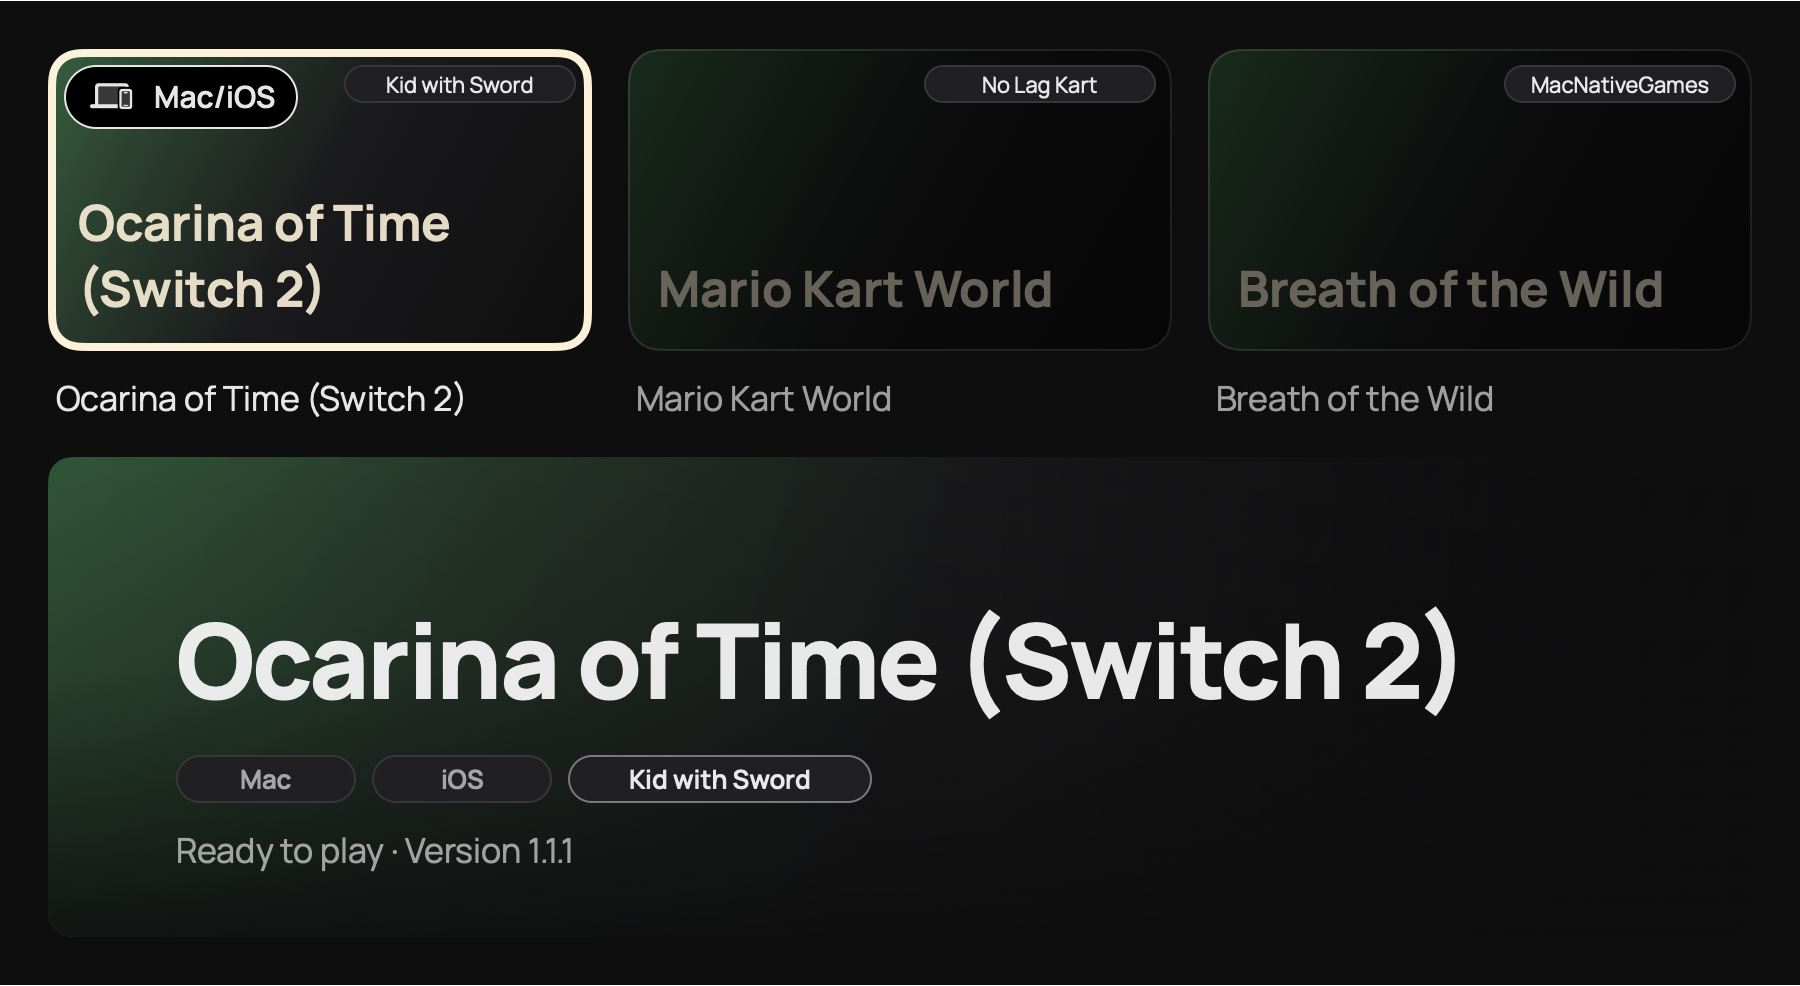 Mac/iOS
Kid with Sword
Ocarina of Time
(Switch 2)
Ocarina of Time (Switch 2)
No Lag Kart
Mario Kart World
Mario Kart World
MacNativeGames
Breath of the Wild
Breath of the Wild
Ocarina of Time (Switch 2)
Mac
iOS
Kid with Sword
Ready to play · Version 1.1.1